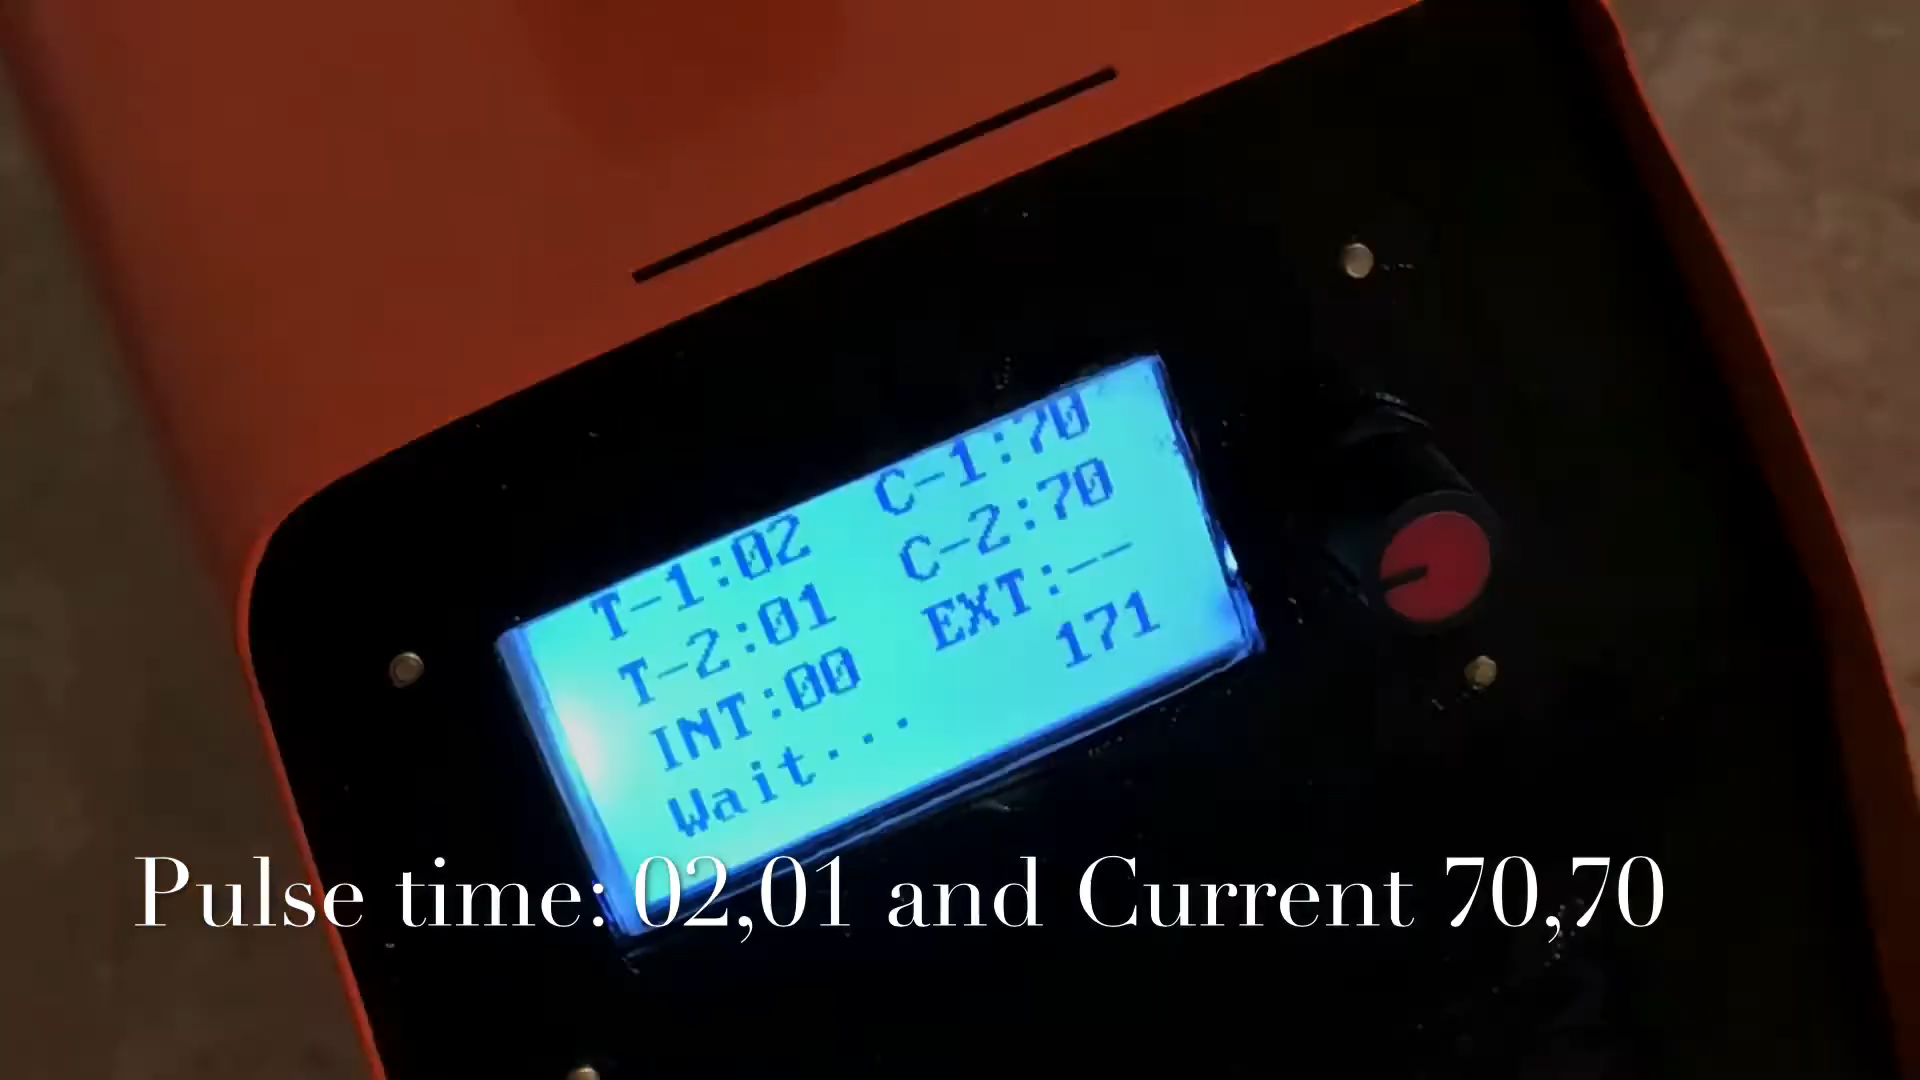 T-1:02 C-1:70
T-2:01 C-2:70
INT:00 EXT:--
Wait... 171
Pulse time: 02,01 and Current 70,70